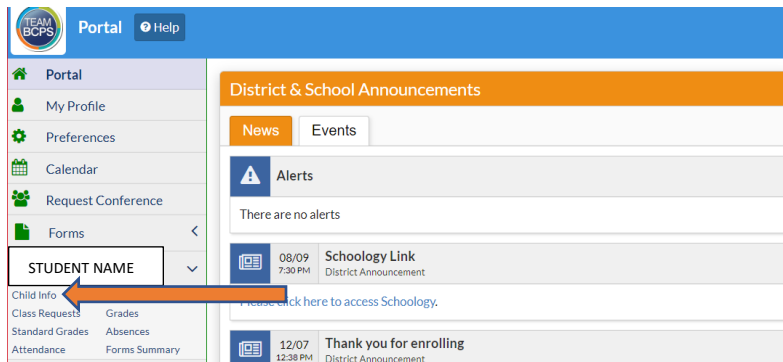 TEAM
BCPS
Portal
Help
Portal
My Profile
Preferences
Calendar
Request Conference
Forms
STUDENT NAME
Child Info
Class Requests Grades
Standard Grades Absences
Attendance Forms Summary
District & School Announcements
News Events
Alerts
There are no alerts
08/09 Schoology Link
7:30 PM District Announcement
Please click here to access Schoology.
12/07 Thank you for enrolling
12:38 PM District Announcement